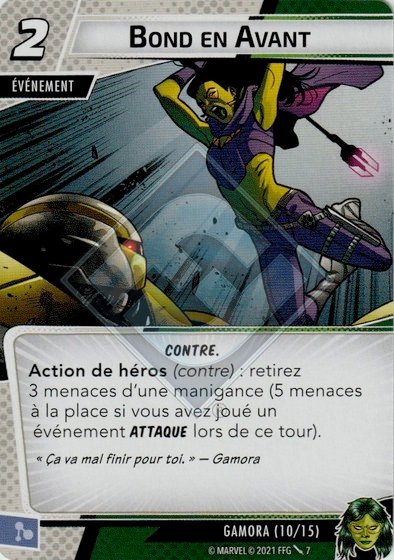 2
BOND EN AVANT
ÉVÉNEMENT
CONTRE.
Action de héros (contre) : retirez
3 menaces d'une manigance (5 menaces
à la place si vous avez joué un
événement ATTAQUE lors de ce tour).
« Ça va mal finir pour toi. » — Gamora
GAMORA (10/15)
© MARVEL © 2021 FFG 7